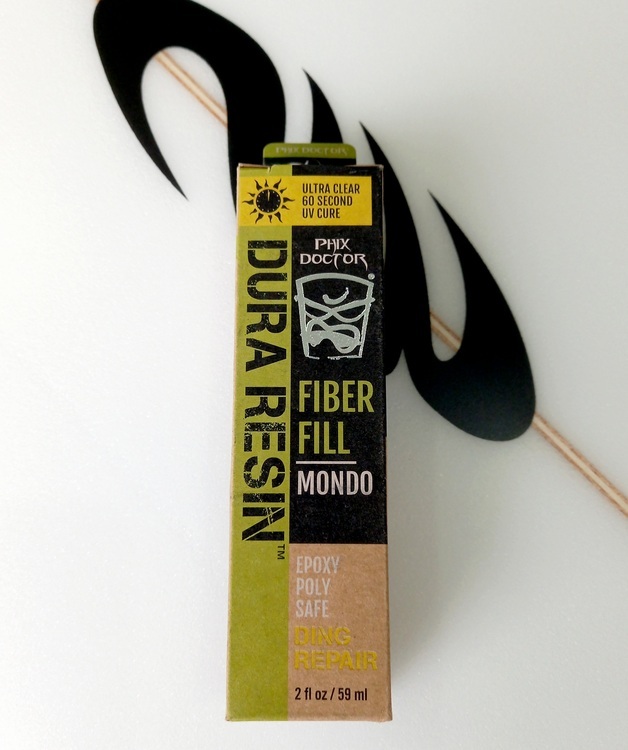 PHIX DOCTOR
ULTRA CLEAR
60 SECOND
UV CURE
DURA RESIN™
PHIX
DOCTOR
FIBER
FILL
MONDO
EPOXY
POLY
SAFE
DING
REPAIR
2 fl oz / 59 ml